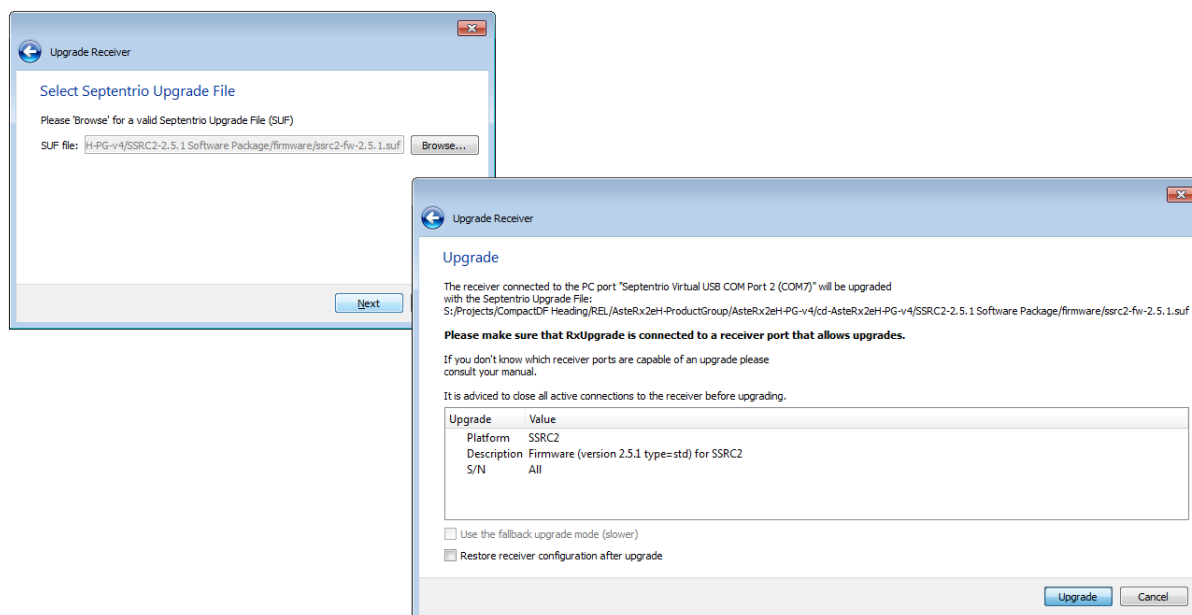 Upgrade Receiver
Select Septentrio Upgrade File
Please 'Browse' for a valid Septentrio Upgrade File (SUF)
SUF file: H-PG-v4/SSRC2-2.5.1 Software Package/firmware/ssrc2-fw-2.5.1.suf Browse...
Next
Upgrade Receiver
Upgrade
The receiver connected to the PC port "Septentrio Virtual USB COM Port 2 (COM7)" will be upgraded
with the Septentrio Upgrade File:
S:/Projects/CompactDF Heading/REL/AsteRx2eH-ProductGroup/AsteRx2eH-PG-v4/cd-AsteRx2eH-PG-v4/SSRC2-2.5.1 Software Package/firmware/ssrc2-fw-2.5.1.suf
Please make sure that RxUpgrade is connected to a receiver port that allows upgrades.
If you don't know which receiver ports are capable of an upgrade please
consult your manual.
It is adviced to close all active connections to the receiver before upgrading.
Upgrade Value
Platform SSRC2
Description Firmware (version 2.5.1 type=std) for SSRC2
S/N All
Use the fallback upgrade mode (slower)
Restore receiver configuration after upgrade
Upgrade Cancel